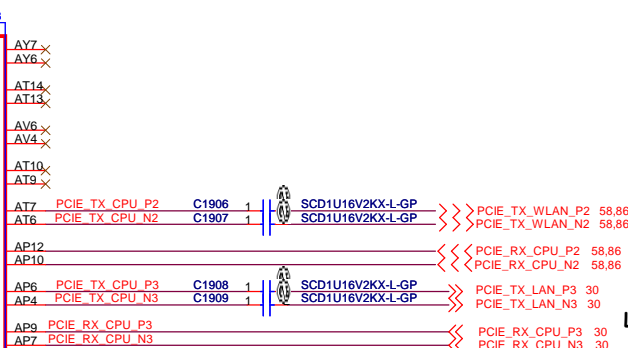 AY7
AY6
AT14
AT13
AV6
AV4
AT10
AT9
AT7 PCIE_TX_CPU_P2 C1906 1 SCD1U16V2KX-L-GP PCIE_TX_WLAN_P2 58,86
AT6 PCIE_TX_CPU_N2 C1907 1 SCD1U16V2KX-L-GP PCIE_TX_WLAN_N2 58,86
AP12 PCIE_RX_CPU_P2 58,86
AP10 PCIE_RX_CPU_N2 58,86
AP6 PCIE_TX_CPU_P3 C1908 1 SCD1U16V2KX-L-GP PCIE_TX_LAN_P3 30
AP4 PCIE_TX_CPU_N3 C1909 1 SCD1U16V2KX-L-GP PCIE_TX_LAN_N3 30
AP9 PCIE_RX_CPU_P3 PCIE_RX_CPU_P3 30
AP7 PCIE_RX_CPU_N3 PCIE_RX_CPU_N3 30